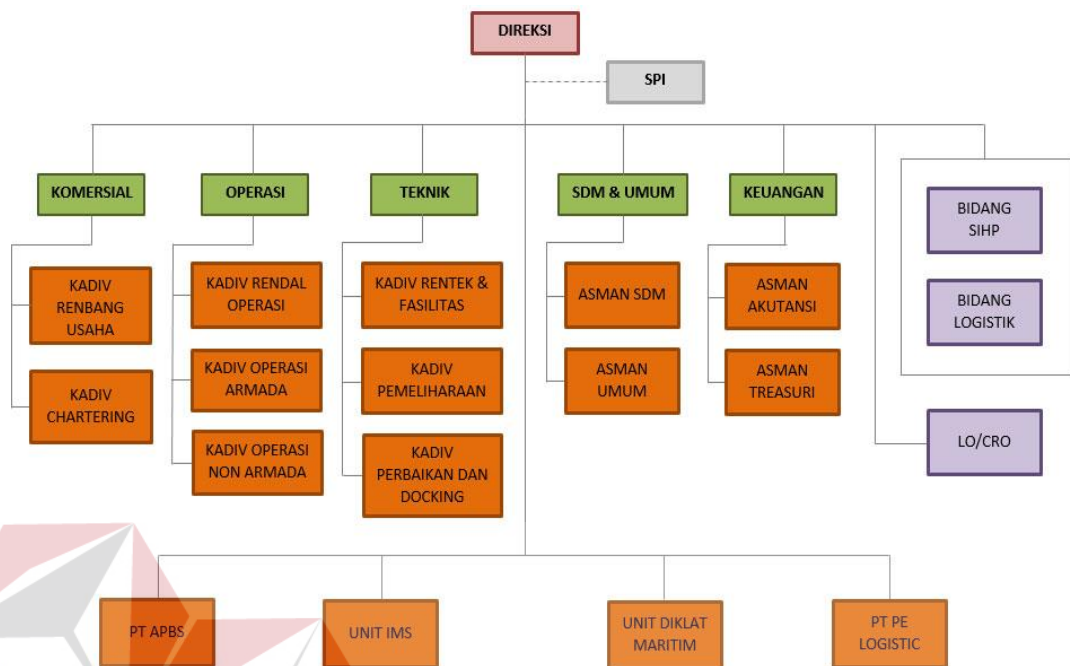 DIREKSI
SPI
KOMERSIAL
OPERASI
TEKNIK
SDM & UMUM
KEUANGAN
KADIV
RENBANG
USAHA
KADIV
CHARTERING
KADIV RENDAL
OPERASI
KADIV OPERASI
ARMADA
KADIV OPERASI
NON ARMADA
KADIV RENTEK &
FASILITAS
KADIV
PEMELIHARAAN
KADIV
PERBAIKAN DAN
DOCKING
ASMAN SDM
ASMAN
UMUM
ASMAN
AKUTANSI
ASMAN
TREASURI
BIDANG
SIHP
BIDANG
LOGISTIK
LO/CRO
PT APBS
UNIT IMS
UNIT DIKLAT
MARITIM
PT PE
LOGISTIC